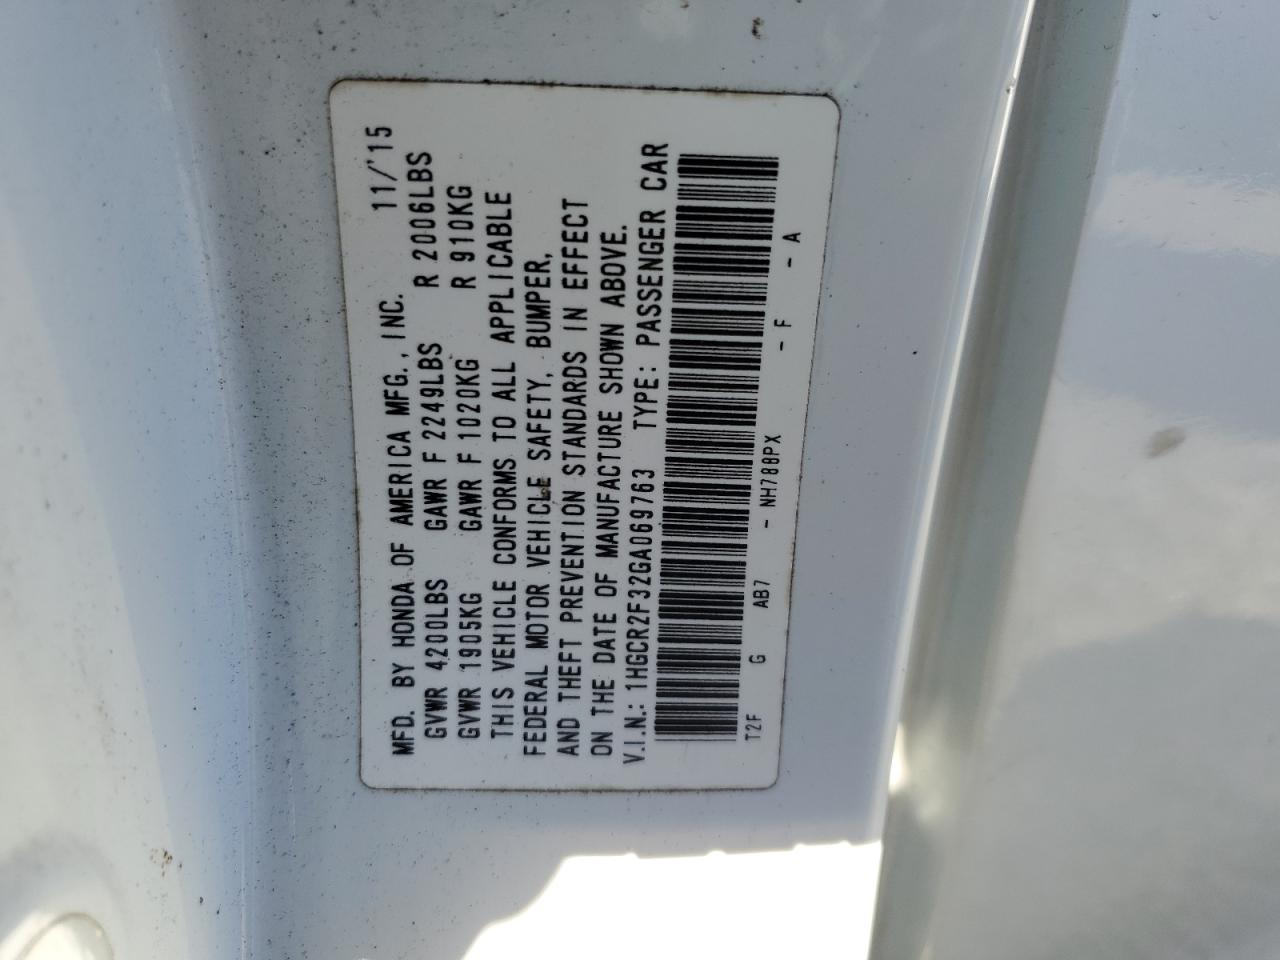 MFD. BY HONDA OF AMERICA MFG., INC. 11/'15
GVWR 4200LBS GAWR F 2249LBS R 2006LBS
GVWR 1905KG GAWR F 1020KG R 910KG
THIS VEHICLE CONFORMS TO ALL APPLICABLE
FEDERAL MOTOR VEHICLE SAFETY, BUMPER,
AND THEFT PREVENTION STANDARDS IN EFFECT
ON THE DATE OF MANUFACTURE SHOWN ABOVE.
V.I.N.: 1HGCR2F32GA069763 TYPE: PASSENGER CAR
T2F G AB7 - NH788PX - F - A